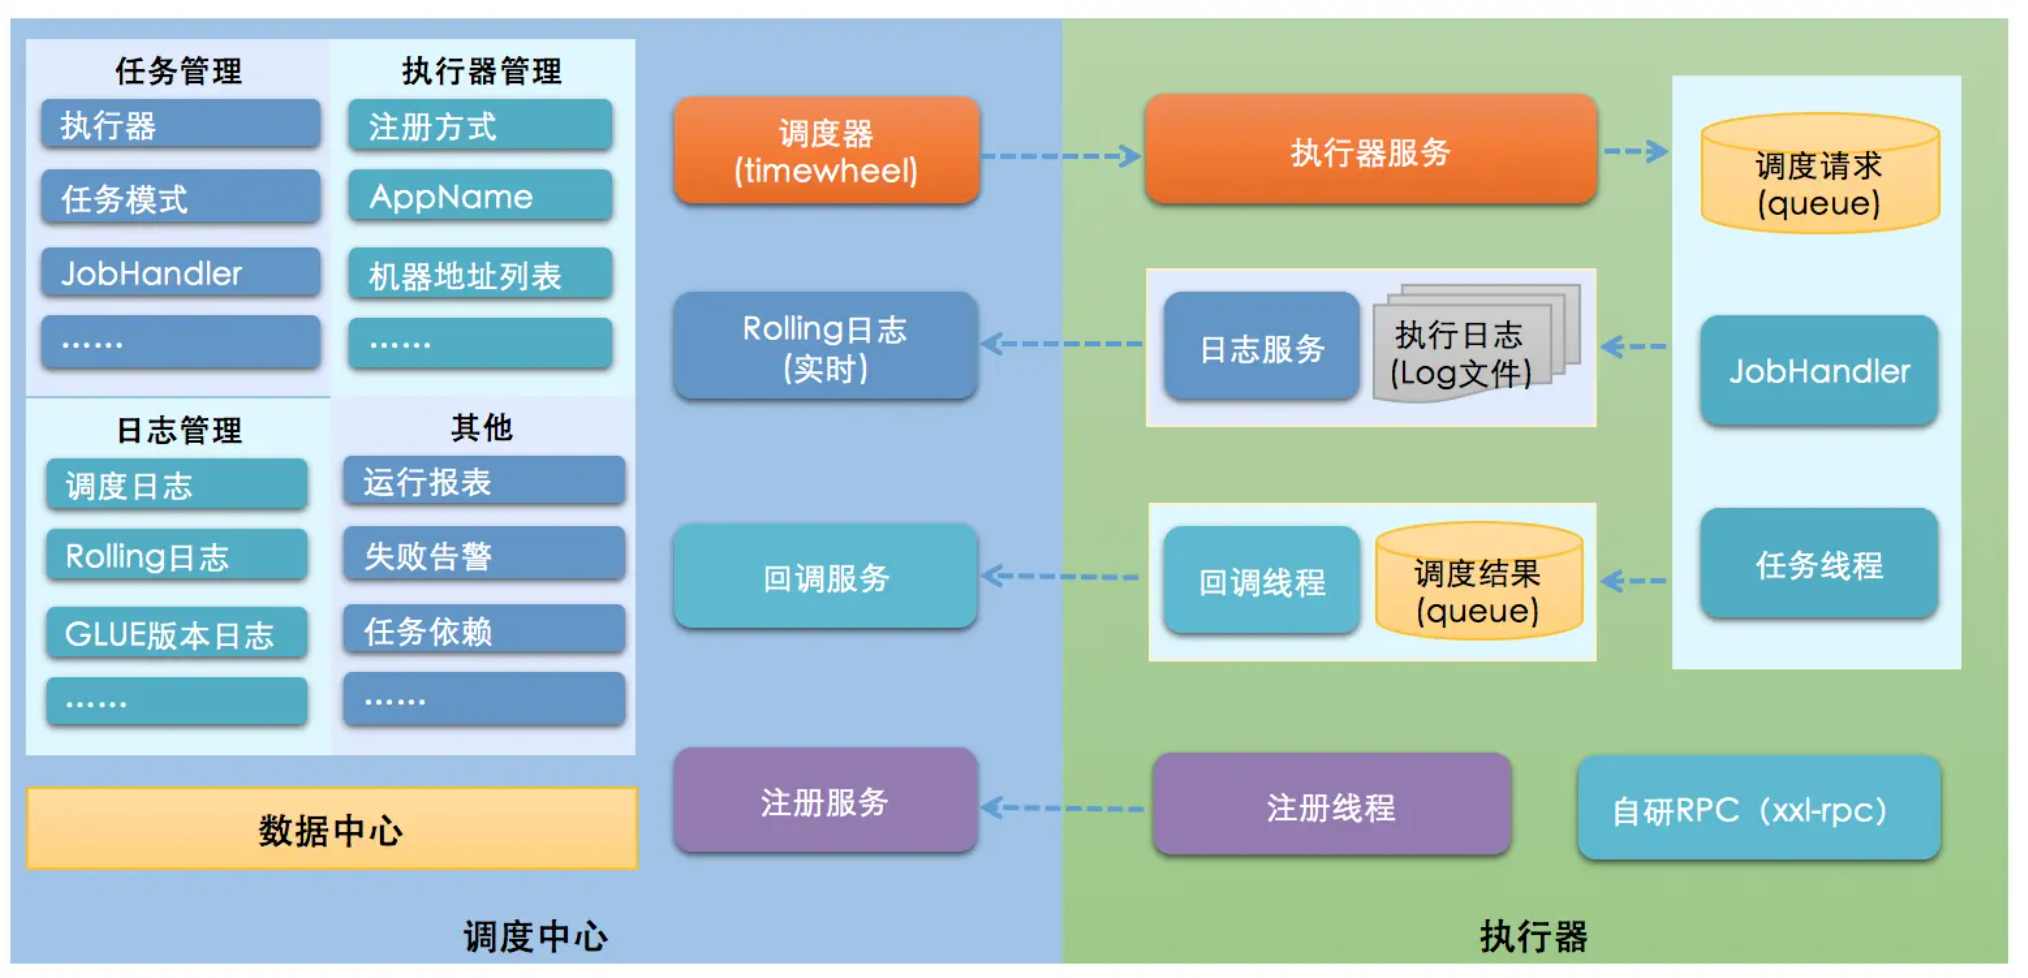 任务管理
执行器
任务模式
JobHandler
……
执行器管理
注册方式
AppName
机器地址列表
……
日志管理
调度日志
Rolling日志
GLUE版本日志
……
其他
运行报表
失败告警
任务依赖
……
数据中心
调度器
(timewheel)
Rolling日志
(实时)
回调服务
注册服务
调度中心
执行器服务
日志服务
执行日志
(Log文件)
回调线程
调度结果
(queue)
注册线程
调度请求
(queue)
JobHandler
任务线程
自研RPC（xxl-rpc）
执行器